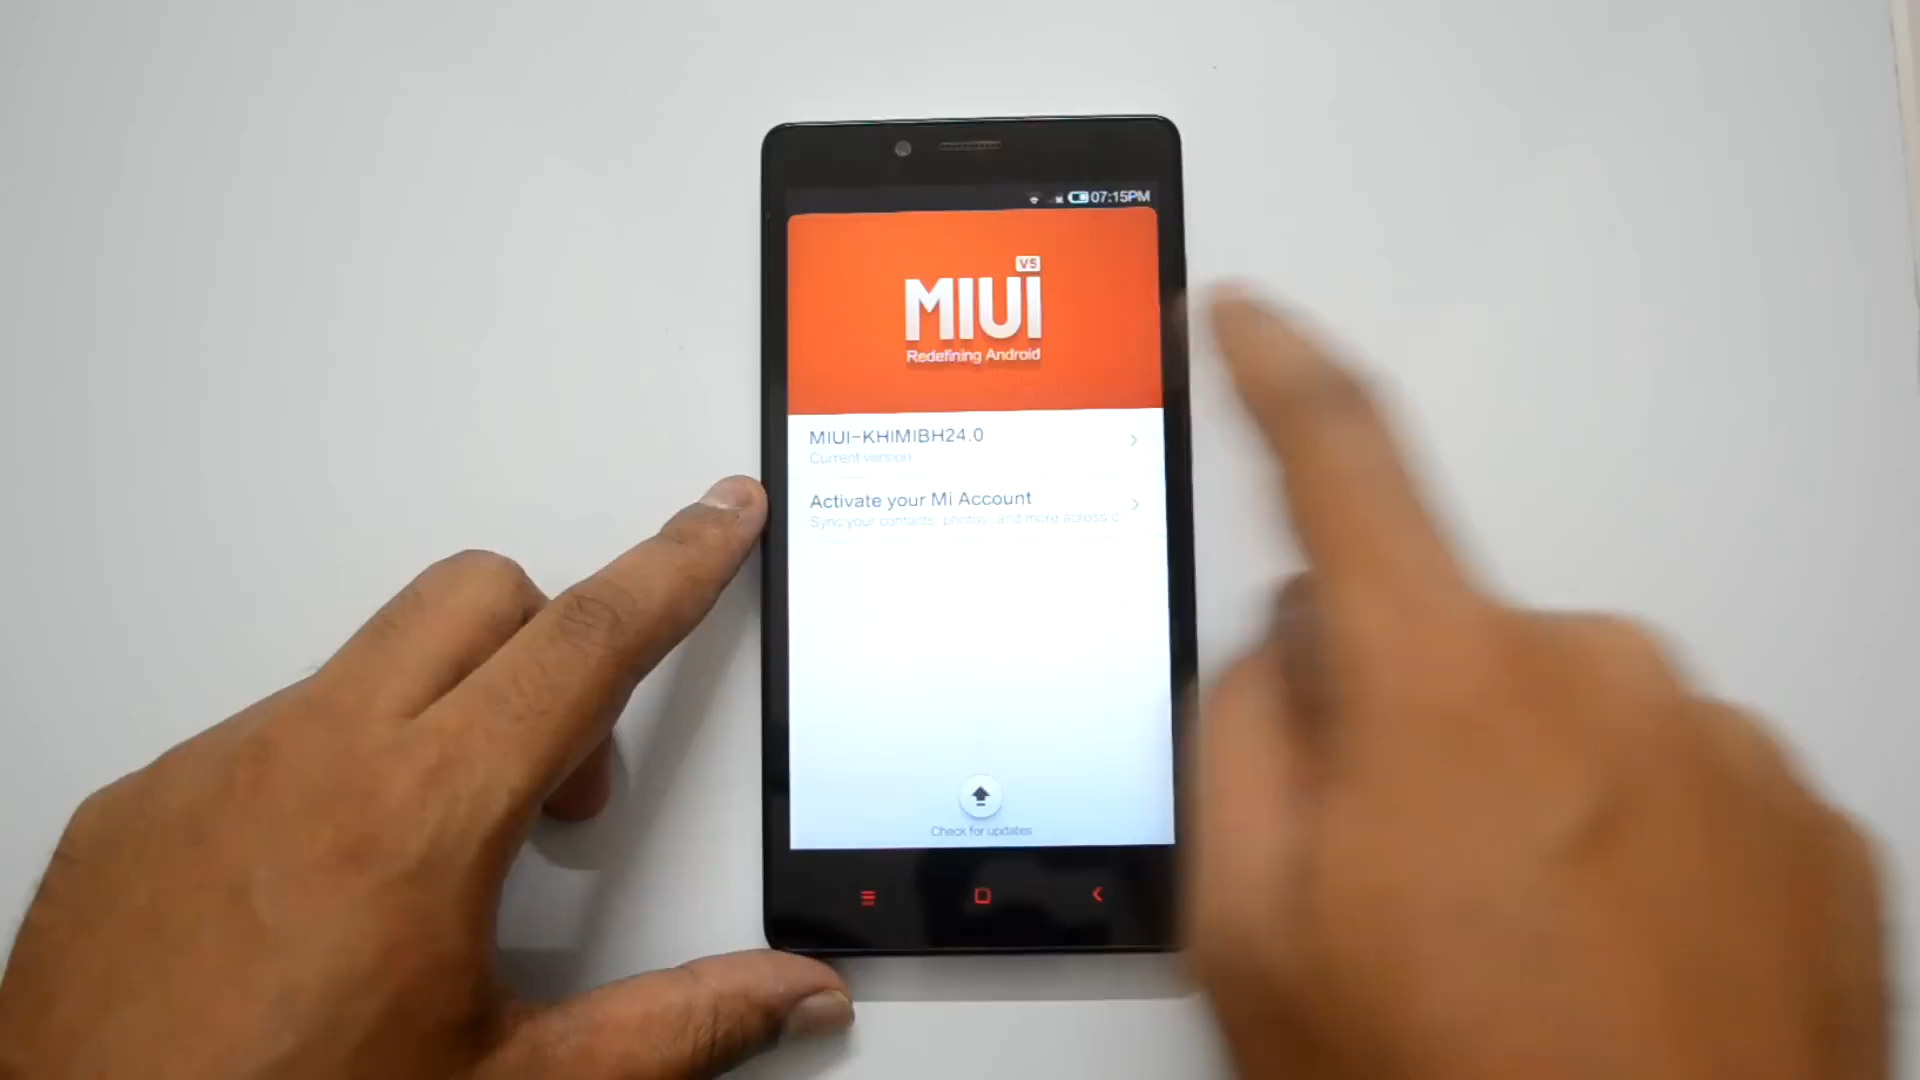 07:15PM
V5
MIUI
Redefining Android
MIUI-KHIMIBH24.0
Current version
Activate your Mi Account
Sync your contacts, photos, and more across d
Check for updates